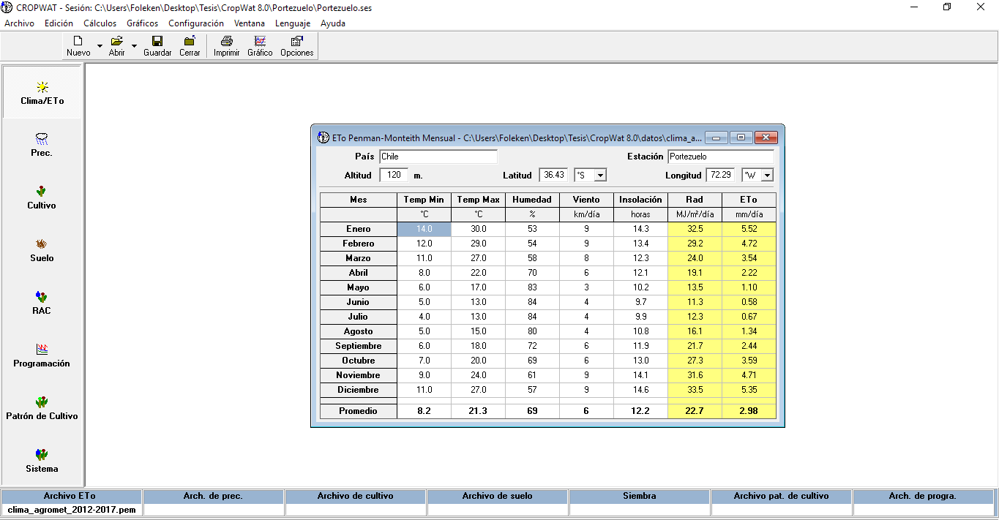 CROPWAT - Sesión: C:\Users\Foleken\Desktop\Tesis\CropWat 8.0\Portezuelo\Portezuelo.ses
Archivo Edición Cálculos Gráficos Configuración Ventana Lenguaje Ayuda
Nuevo Abrir Guardar Cerrar Imprimir Gráfico Opciones
Clima/ETo
Prec.
Cultivo
Suelo
RAC
Programación
Patrón de Cultivo
Sistema
ETo Penman-Monteith Mensual - C:\Users\Foleken\Desktop\Tesis\CropWat 8.0\datos\clima_a...
País Chile Estación Portezuelo
Altitud 120 m. Latitud 36.43 °S Longitud 72.29 °W
Mes Temp Min Temp Max Humedad Viento Insolación Rad ETo
°C °C % km/día horas MJ/m²/día mm/día
Enero 14.0 30.0 53 9 14.3 32.5 5.52
Febrero 12.0 29.0 54 9 13.4 29.2 4.72
Marzo 11.0 27.0 58 8 12.3 24.0 3.54
Abril 8.0 22.0 70 6 12.1 19.1 2.22
Mayo 6.0 17.0 83 3 10.2 13.5 1.10
Junio 5.0 13.0 84 4 9.7 11.3 0.58
Julio 4.0 13.0 84 4 9.9 12.3 0.67
Agosto 5.0 15.0 80 4 10.8 16.1 1.34
Septiembre 6.0 18.0 72 6 11.9 21.7 2.44
Octubre 7.0 20.0 69 6 13.0 27.3 3.59
Noviembre 9.0 24.0 61 9 14.1 31.6 4.71
Diciembre 11.0 27.0 57 9 14.6 33.5 5.35
Promedio 8.2 21.3 69 6 12.2 22.7 2.98
Archivo ETo Arch. de prec. Archivo de cultivo Archivo de suelo Siembra Archivo pat. de cultivo Arch. de progra.
clima_agromet_2012-2017.pem